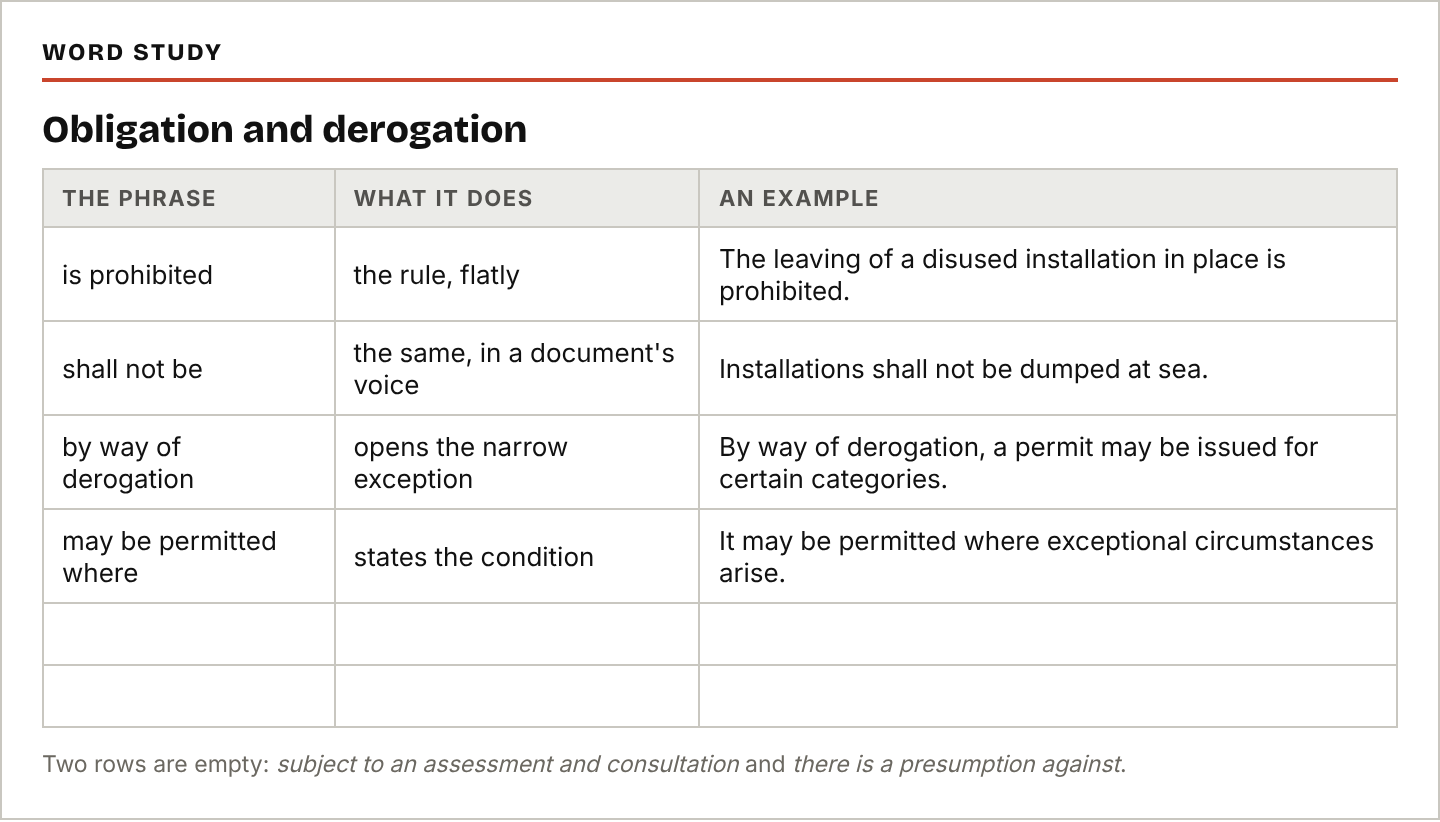 WORD STUDY
Obligation and derogation
THE PHRASE
WHAT IT DOES
AN EXAMPLE
is prohibited
the rule, flatly
The leaving of a disused installation in place is
prohibited.
shall not be
the same, in a document's
voice
Installations shall not be dumped at sea.
by way of
derogation
opens the narrow
exception
By way of derogation, a permit may be issued for
certain categories.
may be permitted
where
states the condition
It may be permitted where exceptional circumstances
arise.
Two rows are empty: subject to an assessment and consultation and there is a presumption against.